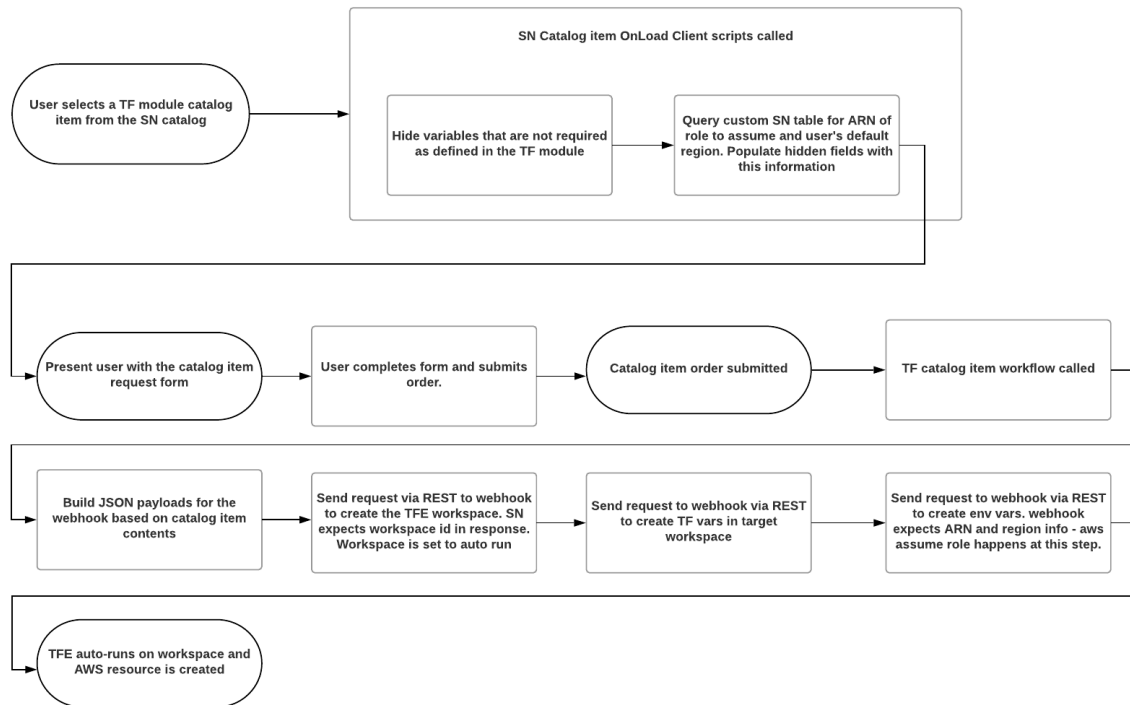 SN Catalog item OnLoad Client scripts called
User selects a TF module catalog
item from the SN catalog
Hide variables that are not required
as defined in the TF module
Query custom SN table for ARN of
role to assume and user's default
region. Populate hidden fields with
this information
Present user with the catalog item
request form
User completes form and submits
order.
Catalog item order submitted
TF catalog item workflow called
Build JSON payloads for the
webhook based on catalog item
contents
Send request via REST to webhook
to create the TFE workspace. SN
expects workspace id in response.
Workspace is set to auto run
Send request to webhook via REST
to create TF vars in target
workspace
Send request to webhook via REST
to create env vars. webhook
expects ARN and region info - aws
assume role happens at this step.
TFE auto-runs on workspace and
AWS resource is created